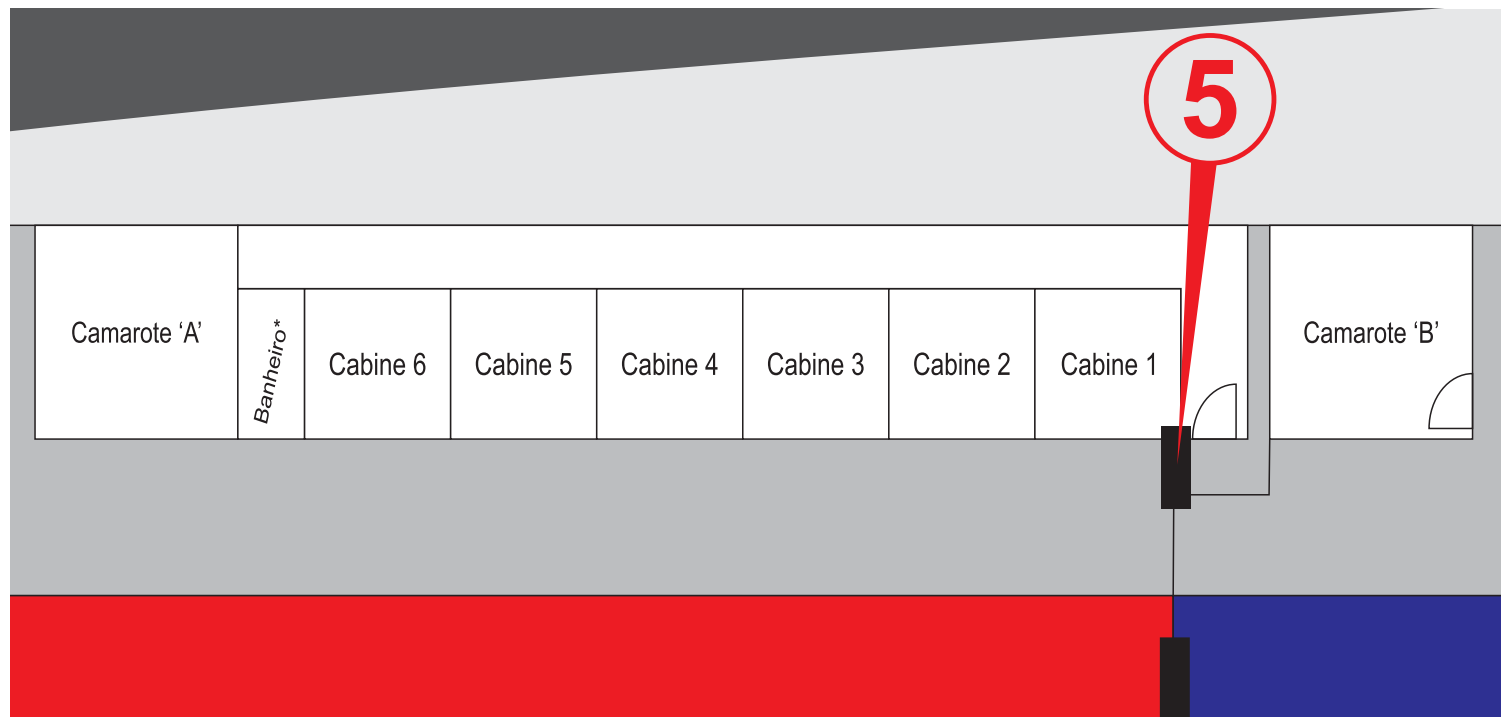 5
Camarote ‘A’
Banheiro*
Cabine 6
Cabine 5
Cabine 4
Cabine 3
Cabine 2
Cabine 1
Camarote ‘B’